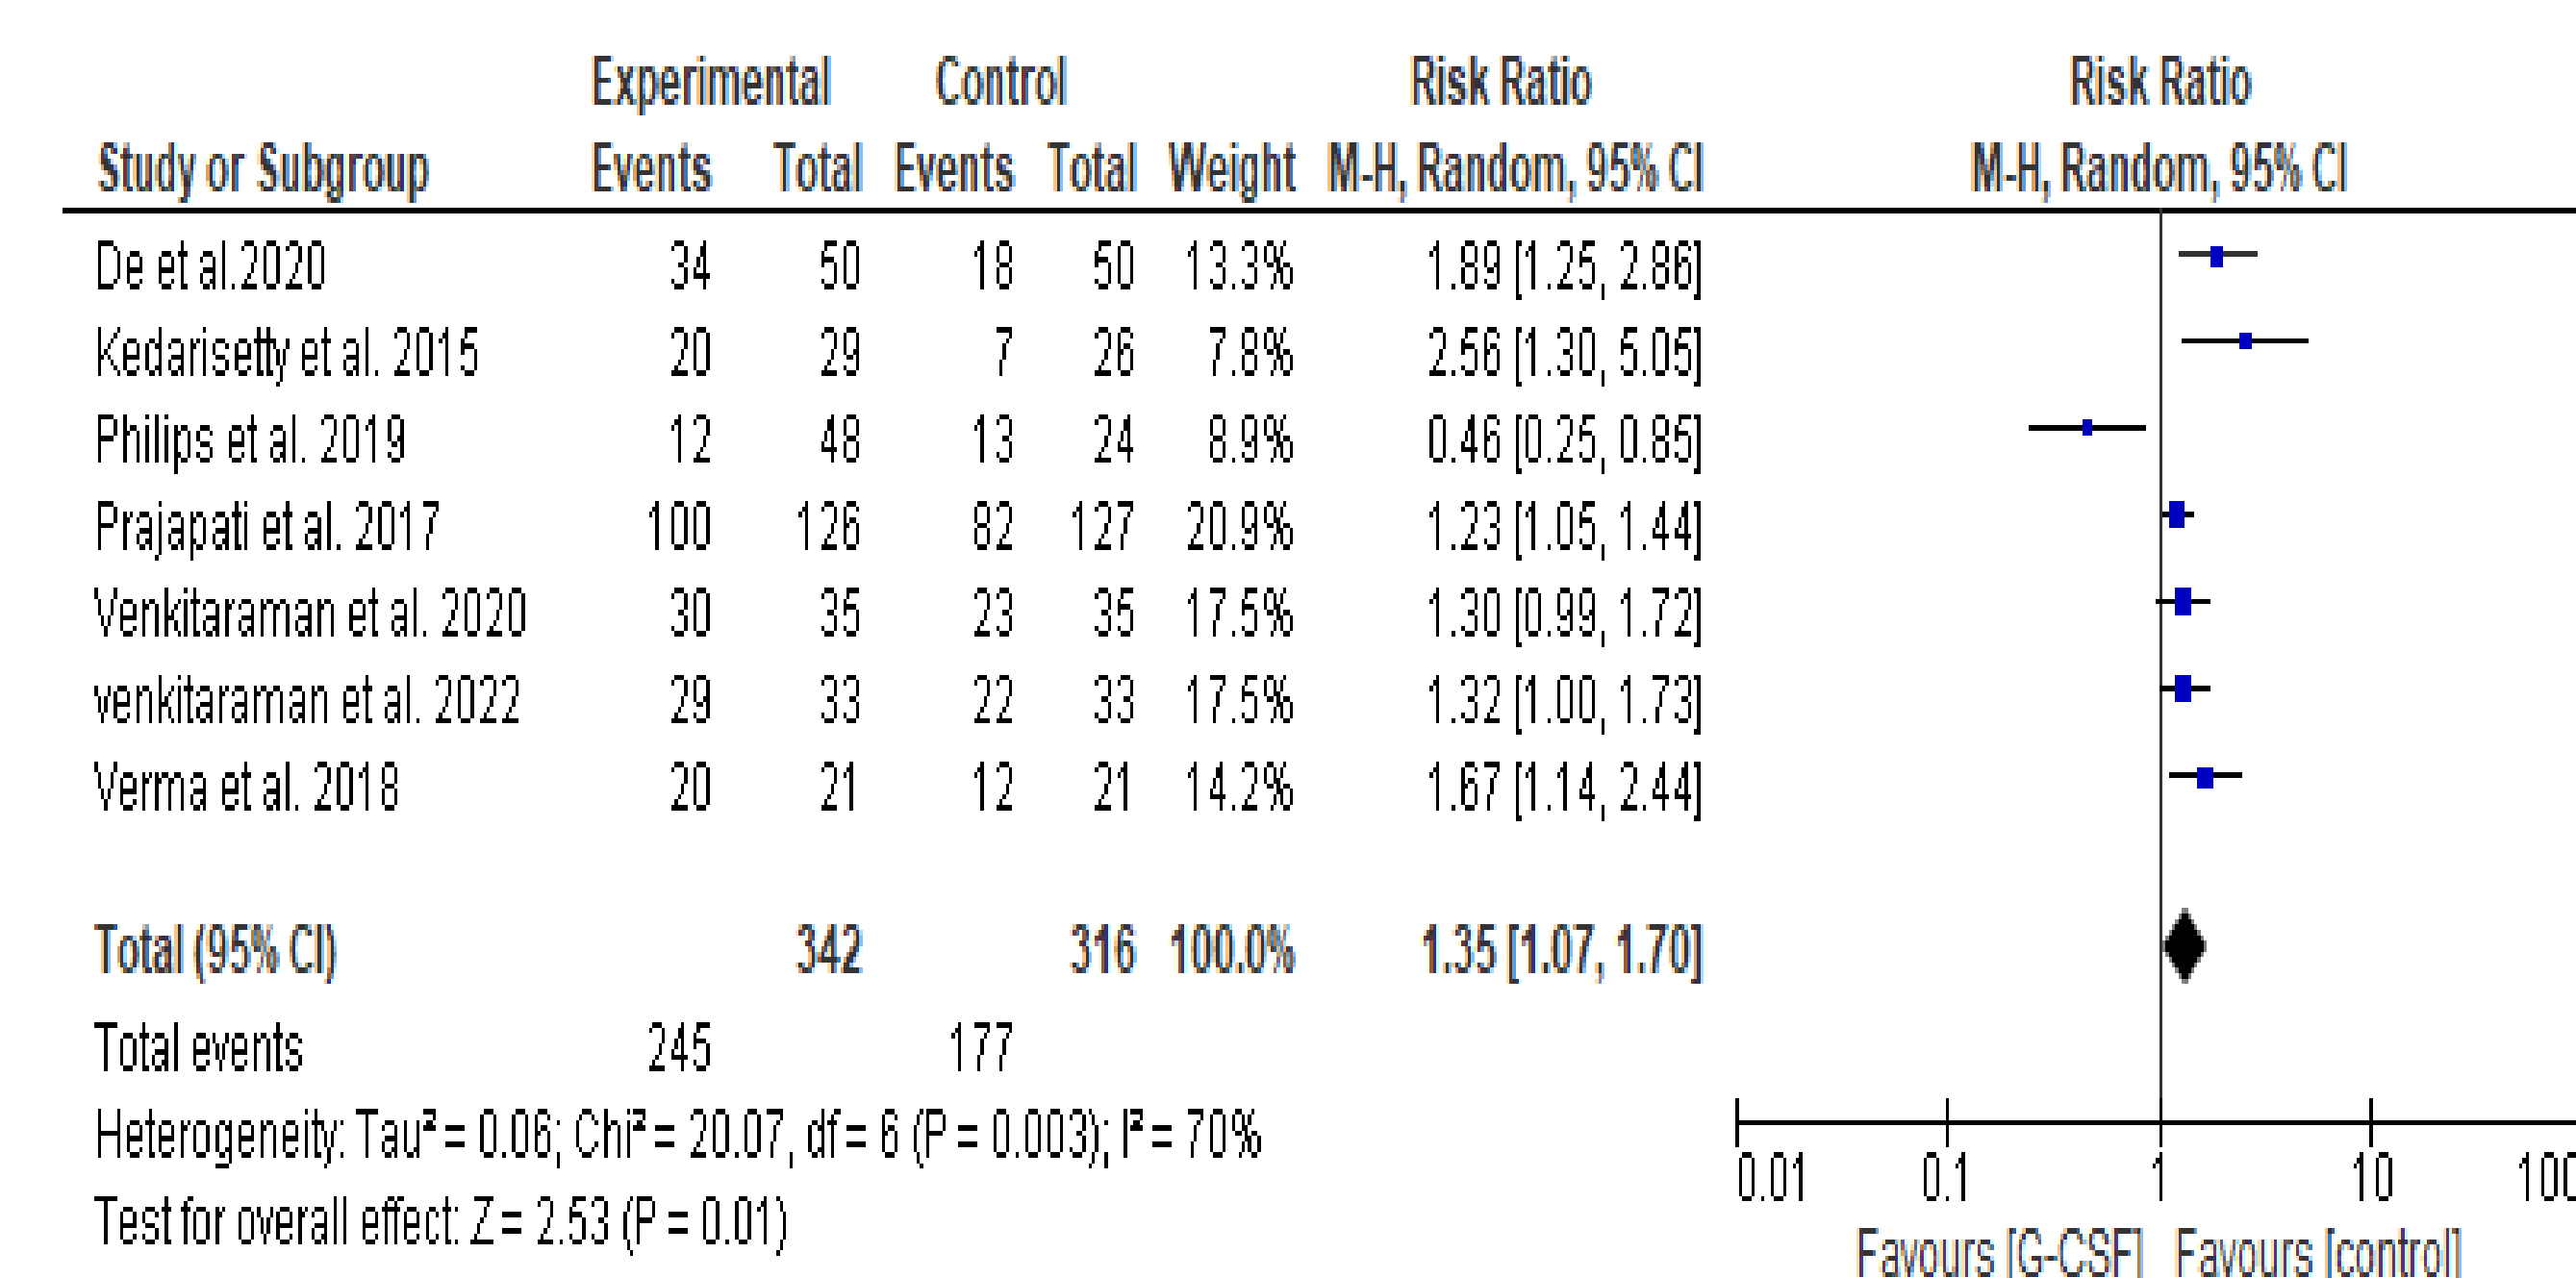 Experimental Control Risk Ratio Risk Ratio
Study or Subgroup Events Total Events Total Weight M-H, Random, 95% CI M-H, Random, 95% CI
De et al.2020 34 50 18 50 13.3% 1.89 [1.25, 2.86]
Kedarisetty et al. 2015 20 29 7 26 7.8% 2.56 [1.30, 5.05]
Philips et al. 2019 12 48 13 24 8.9% 0.46 [0.25, 0.85]
Prajapati et al. 2017 100 126 82 127 20.9% 1.23 [1.05, 1.44]
Venkitaraman et al. 2020 30 35 23 35 17.5% 1.30 [0.99, 1.72]
venkitaraman et al. 2022 29 33 22 33 17.5% 1.32 [1.00, 1.73]
Verma et al. 2018 20 21 12 21 14.2% 1.67 [1.14, 2.44]
Total (95% CI) 342 316 100.0% 1.35 [1.07, 1.70]
Total events 245 177
Heterogeneity: Tau² = 0.06; Chi² = 20.07, df = 6 (P = 0.003); I² = 70%
Test for overall effect: Z = 2.53 (P = 0.01)
0.01 0.1 1 10 100
Favours [G-CSF] Favours [control]